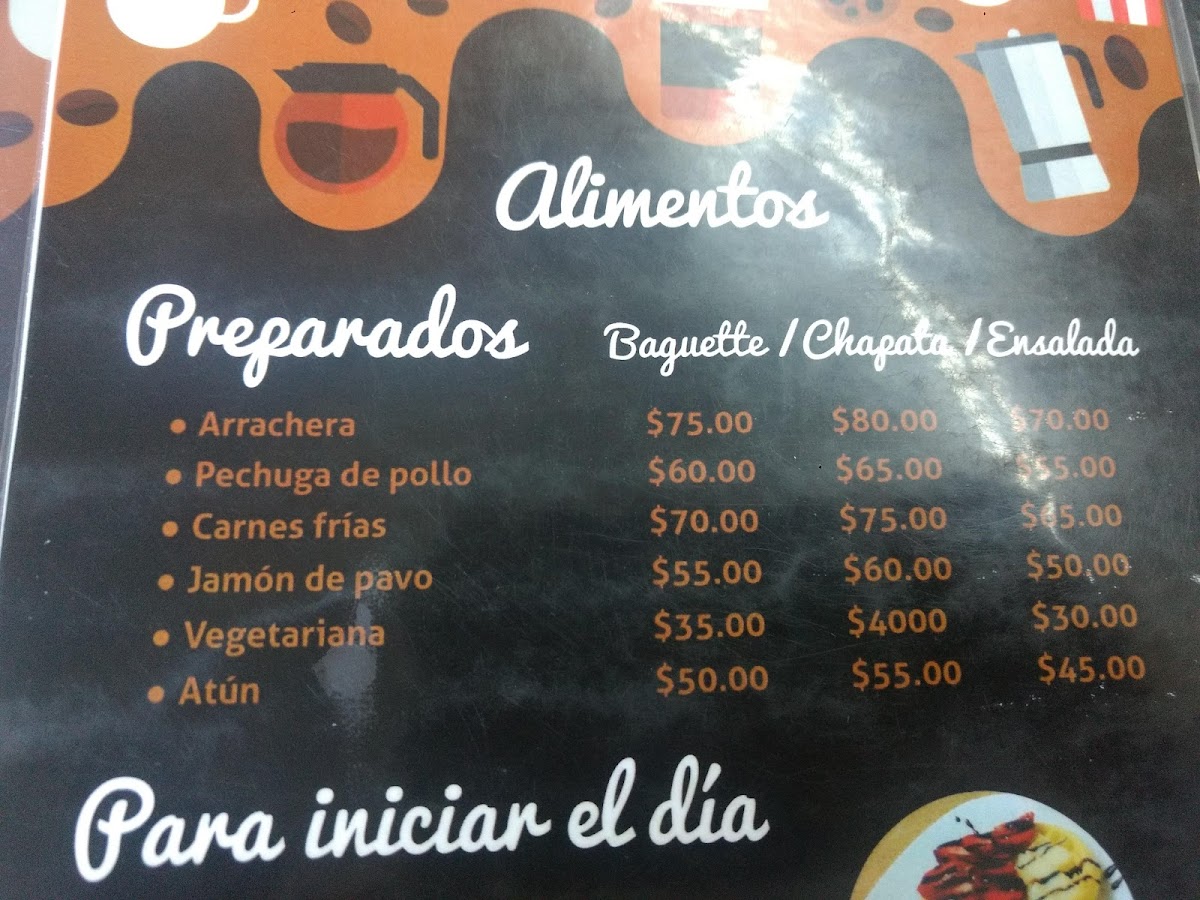 Alimentos
Preparados Baguette / Chapata / Ensalada
• Arrachera $75.00 $80.00 $70.00
• Pechuga de pollo $60.00 $65.00 $55.00
• Carnes frías $70.00 $75.00 $65.00
• Jamón de pavo $55.00 $60.00 $50.00
• Vegetariana $35.00 $4000 $30.00
• Atún $50.00 $55.00 $45.00
Para iniciar el día